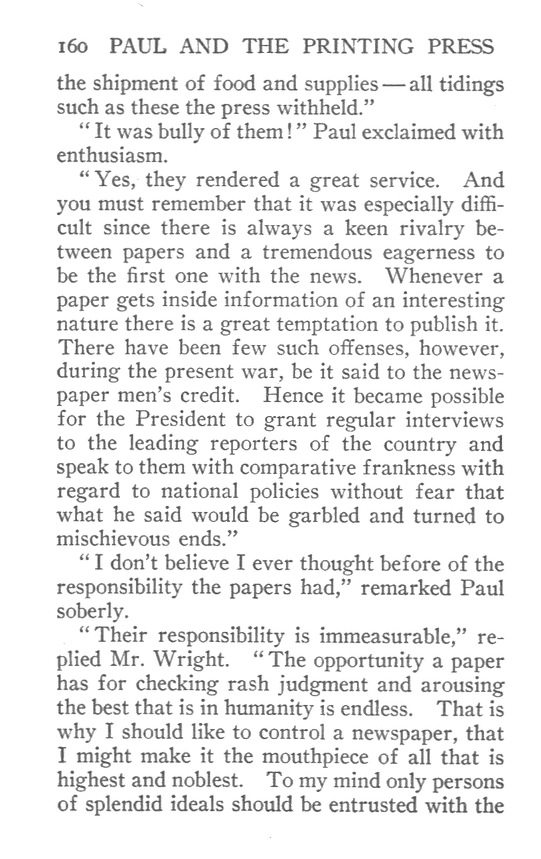 160 PAUL AND THE PRINTING PRESS
the shipment of food and supplies — all tidings
such as these the press withheld.”
“It was bully of them!” Paul exclaimed with
enthusiasm.
“Yes, they rendered a great service. And
you must remember that it was especially diffi-
cult since there is always a keen rivalry be-
tween papers and a tremendous eagerness to
be the first one with the news. Whenever a
paper gets inside information of an interesting
nature there is a great temptation to publish it.
There have been few such offenses, however,
during the present war, be it said to the news-
paper men’s credit. Hence it became possible
for the President to grant regular interviews
to the leading reporters of the country and
speak to them with comparative frankness with
regard to national policies without fear that
what he said would be garbled and turned to
mischievous ends.”
“I don’t believe I ever thought before of the
responsibility the papers had,” remarked Paul
soberly.
“Their responsibility is immeasurable,” re-
plied Mr. Wright. “The opportunity a paper
has for checking rash judgment and arousing
the best that is in humanity is endless. That is
why I should like to control a newspaper, that
I might make it the mouthpiece of all that is
highest and noblest. To my mind only persons
of splendid ideals should be entrusted with the